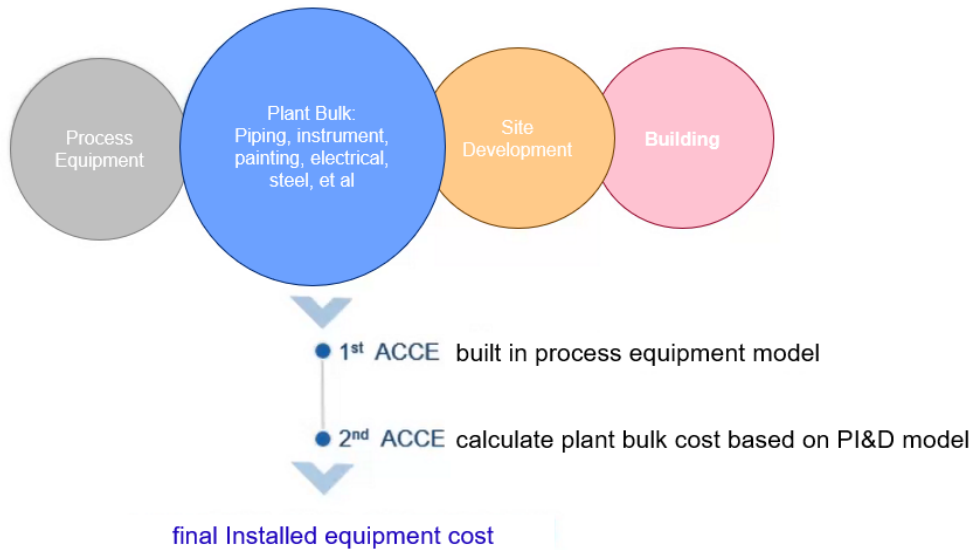 Process
Equipment
Plant Bulk:
Piping, instrument,
painting, electrical,
steel, et al
Site
Development
Building
1st ACCE built in process equipment model
2nd ACCE calculate plant bulk cost based on PI&D model
final Installed equipment cost